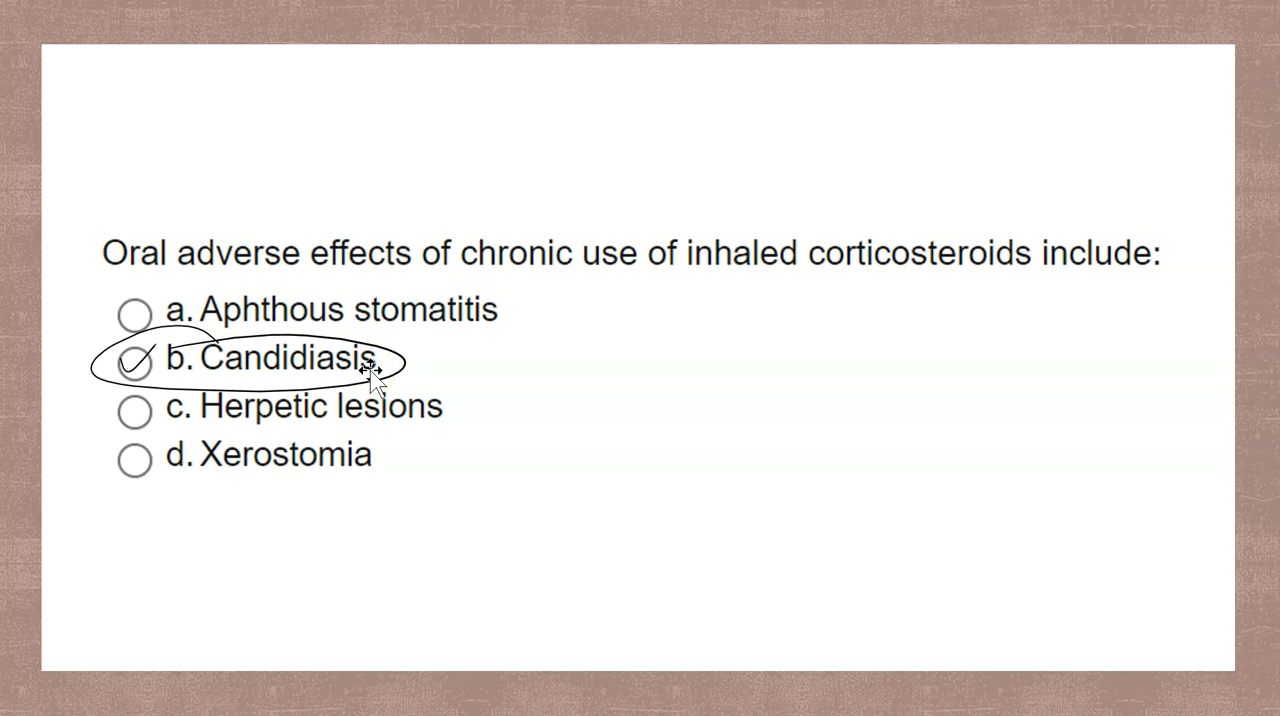 Oral adverse effects of chronic use of inhaled corticosteroids include:
a. Aphthous stomatitis
b. Candidiasis
c. Herpetic lesions
d. Xerostomia